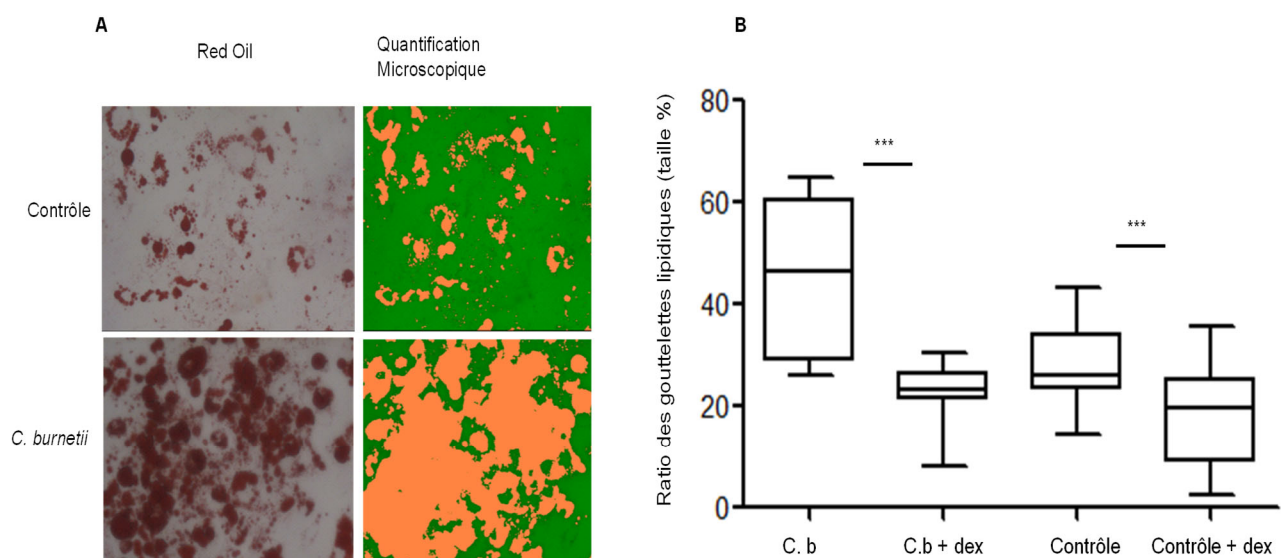 A
Red Oil
Quantification
Microscopique
Contrôle
C. burnetii
B
Ratio des gouttelettes lipidiques (taille %)
80
60
40
20
0
***
***
C. b
C.b + dex
Contrôle
Contrôle + dex